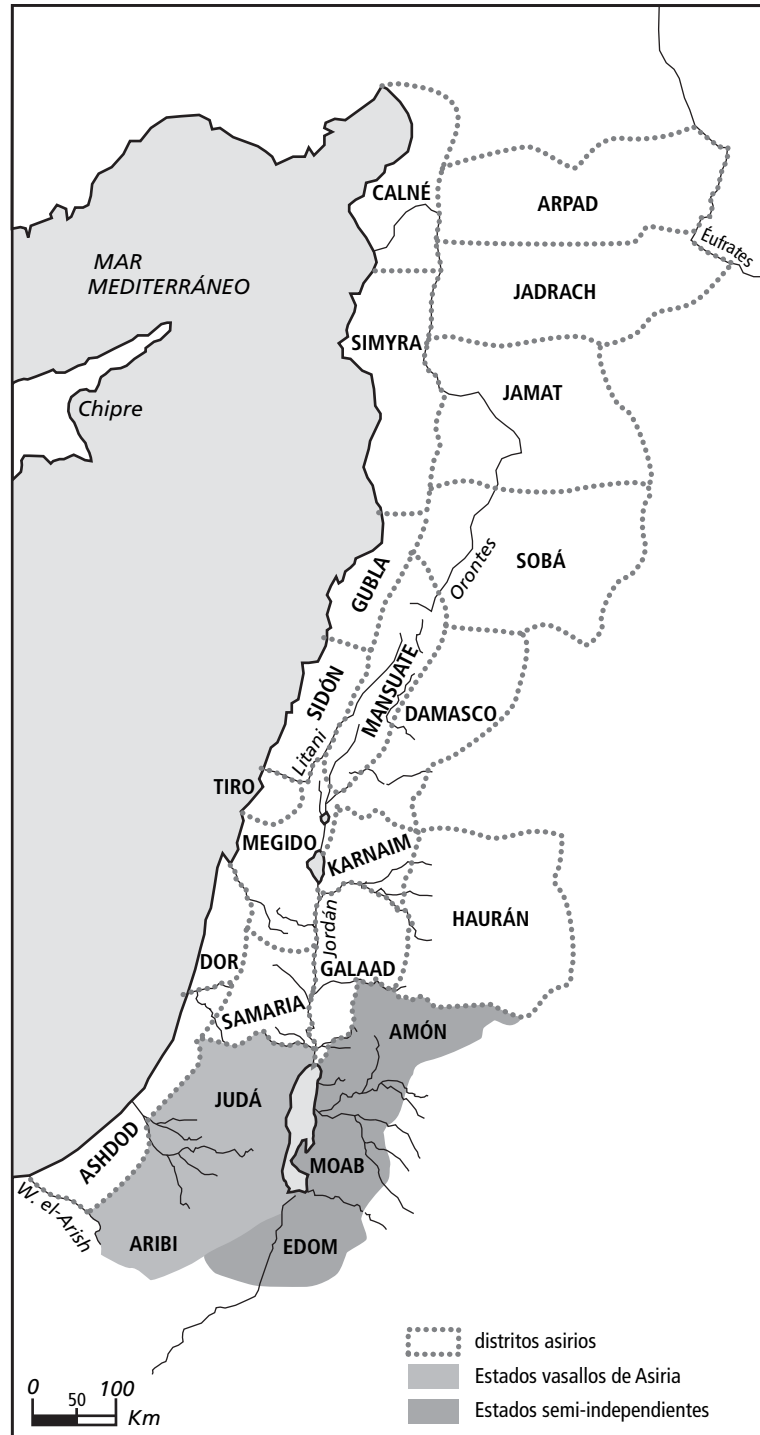 CALNÉ
ARPAD
Éufrates
MAR
MEDITERRÁNEO
JADRACH
SIMYRA
JAMAT
Chipre
SOBÁ
Orontes
GUBLA
MANSUATE
SIDÓN
DAMASCO
Litani
TIRO
MEGIDO
KARNAIM
HAURÁN
Jordán
DOR
GALAAD
SAMARIA
AMÓN
JUDÁ
ASHDOD
MOAB
W. el-Arish
ARIBI
EDOM
distritos asirios
Estados vasallos de Asiria
Estados semi-independientes
0 50 100
Km